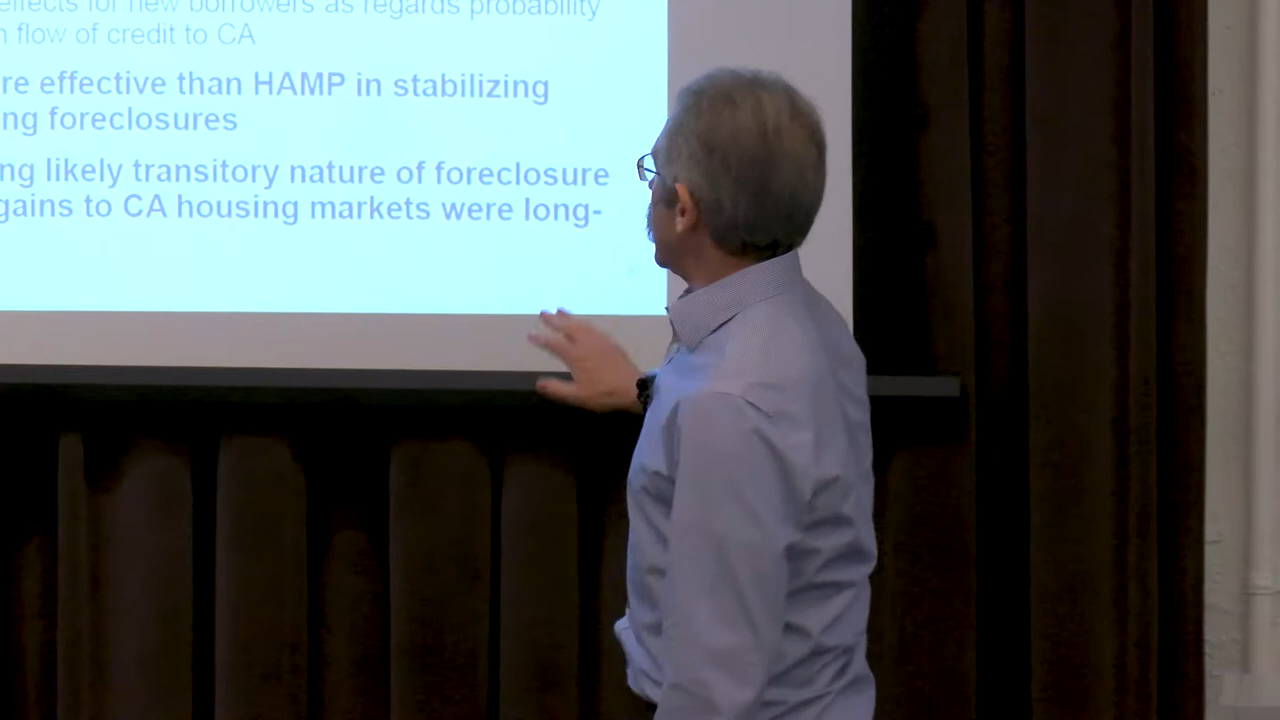 effects for new borrowers as regards probability
flow of credit to CA
re effective than HAMP in stabilizing
ng foreclosures
ng likely transitory nature of foreclosure
gains to CA housing markets were long-